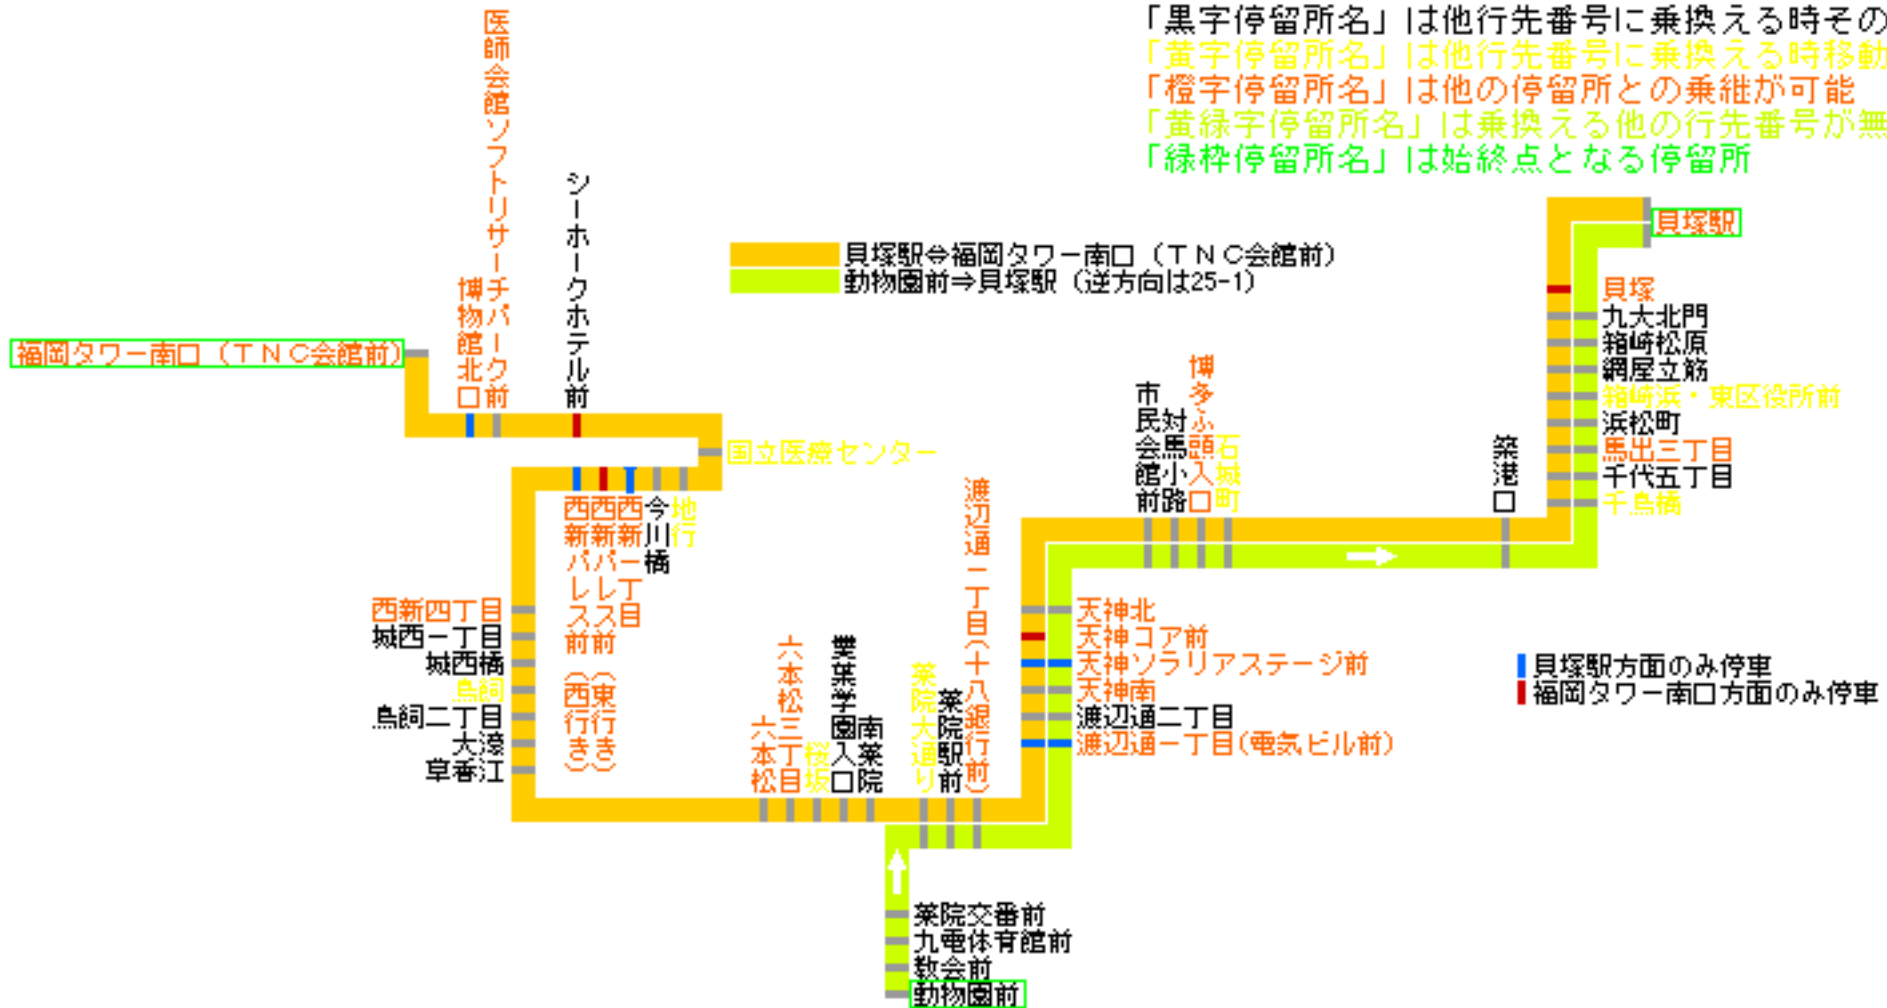 「黒字停留所名」は他行先番号に乗換える時その
「黄字停留所名」は他行先番号に乗換える時移動
「橙字停留所名」は他の停留所との乗継が可能
「黄緑字停留所名」は乗換える他の行先番号が無
「緑枠停留所名」は始終点となる停留所
貝塚駅⇔福岡タワー南口（ＴＮＣ会館前）
動物園前⇒貝塚駅（逆方向は25-1）
福岡タワー南口（ＴＮＣ会館前）
博物館北口
医師会館ソフトリサーチパーク前
シーホークホテル前
国立医療センター
地行
今川橋
西新一丁目
西新パレス前（東行き）
西新パレス前（西行き）
西新四丁目
城西一丁目
城西橋
鳥飼
鳥飼二丁目
大濠
草香江
六本松
六本松三丁目
桜坂
雙葉学園入口
南薬院
薬院大通り
薬院駅前
渡辺通一丁目（十八銀行前）
渡辺通一丁目(電気ビル前)
渡辺通二丁目
天神南
天神ソラリアステージ前
天神コア前
天神北
市民会館前
対馬小路
博多ふ頭入口
石城町
築港口
千鳥橋
千代五丁目
馬出三丁目
浜松町
箱崎浜・東区役所前
網屋立筋
箱崎松原
九大北門
貝塚
貝塚駅
薬院交番前
九電体育館前
教会前
動物園前
貝塚駅方面のみ停車
福岡タワー南口方面のみ停車